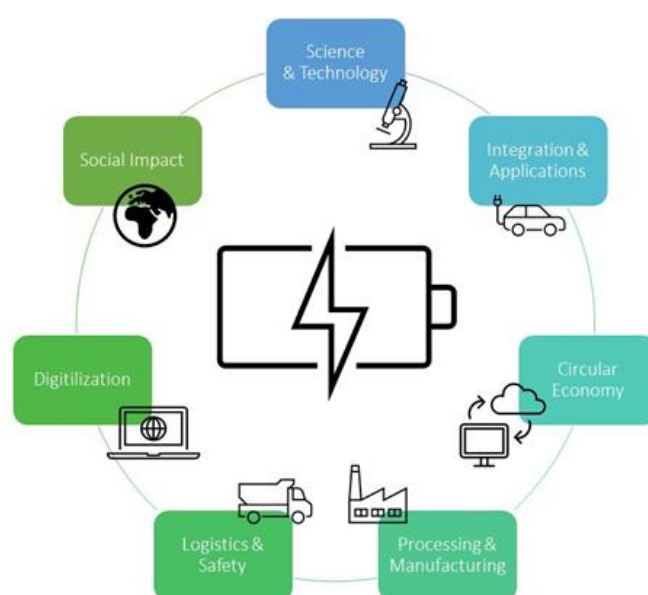 Science
& Technology
Integration &
Applications
Circular
Economy
Processing &
Manufacturing
Logistics &
Safety
Digitilization
Social Impact